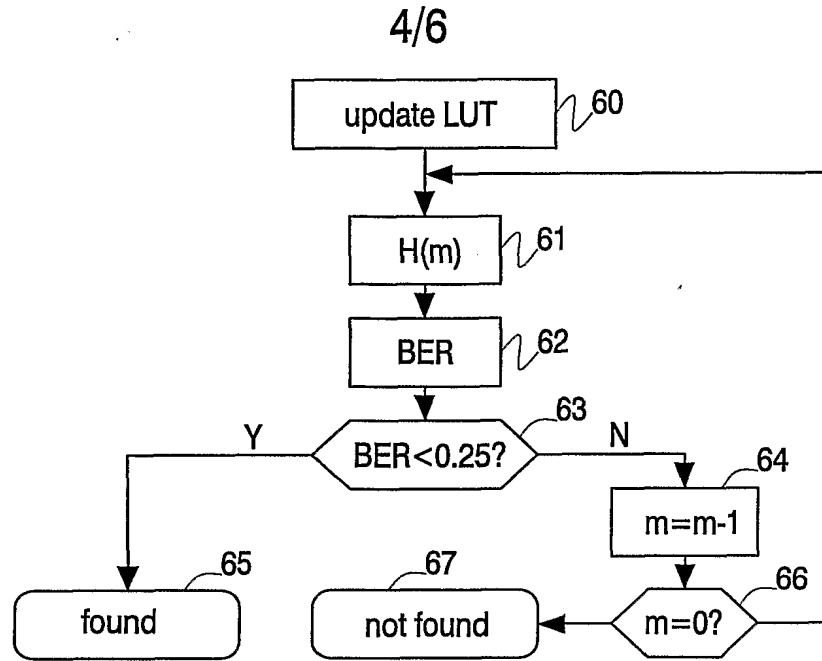 4/6
update LUT
60
H(m)
61
BER
62
BER<0.25?
63
Y
N
m=m-1
64
found
65
not found
67
m=0?
66